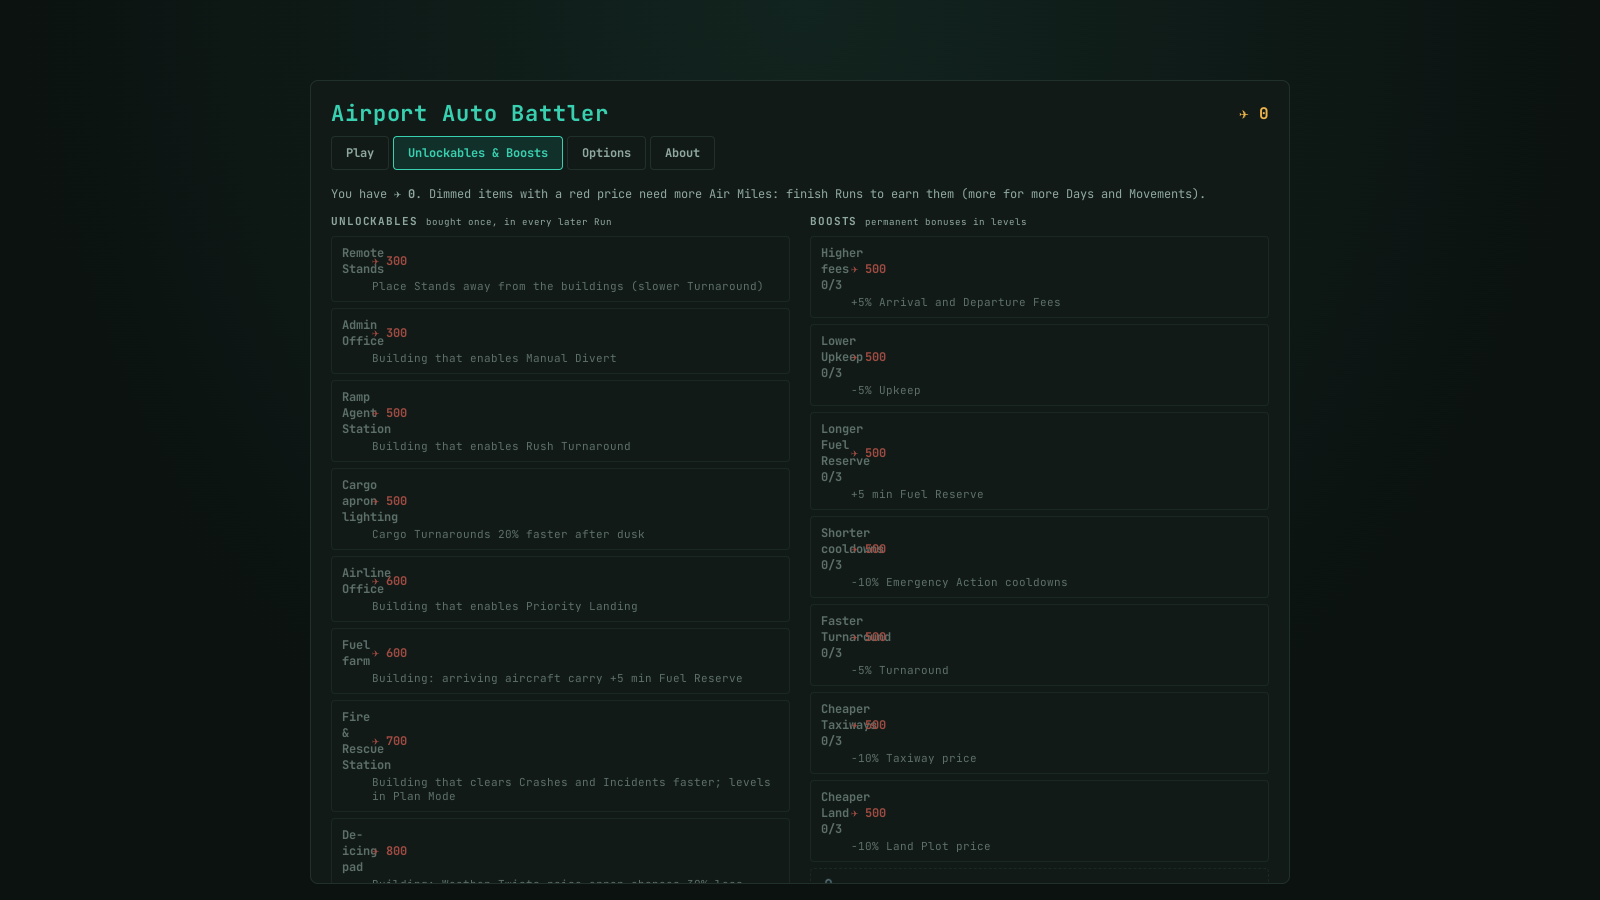 Airport Auto Battler
✈ 0
Play
Unlockables & Boosts
Options
About
You have ✈ 0. Dimmed items with a red price need more Air Miles: finish Runs to earn them (more for more Days and Movements).
UNLOCKABLES bought once, in every later Run
Remote
Stands
✈ 300
Place Stands away from the buildings (slower Turnaround)
Admin
Office
✈ 300
Building that enables Manual Divert
Ramp
Agent
Station
✈ 500
Building that enables Rush Turnaround
Cargo
apron
lighting
✈ 500
Cargo Turnarounds 20% faster after dusk
Airline
Office
✈ 600
Building that enables Priority Landing
Fuel
farm
✈ 600
Building: arriving aircraft carry +5 min Fuel Reserve
Fire
&
Rescue
Station
✈ 700
Building that clears Crashes and Incidents faster; levels
in Plan Mode
De-
icing
pad
✈ 800
BOOSTS permanent bonuses in levels
Higher
fees
0/3
✈ 500
+5% Arrival and Departure Fees
Lower
Upkeep
0/3
✈ 500
-5% Upkeep
Longer
Fuel
Reserve
0/3
✈ 500
+5 min Fuel Reserve
Shorter
cooldowns
0/3
✈ 500
-10% Emergency Action cooldowns
Faster
Turnaround
0/3
✈ 500
-5% Turnaround
Cheaper
Taxiways
0/3
✈ 500
-10% Taxiway price
Cheaper
Land
0/3
✈ 500
-10% Land Plot price